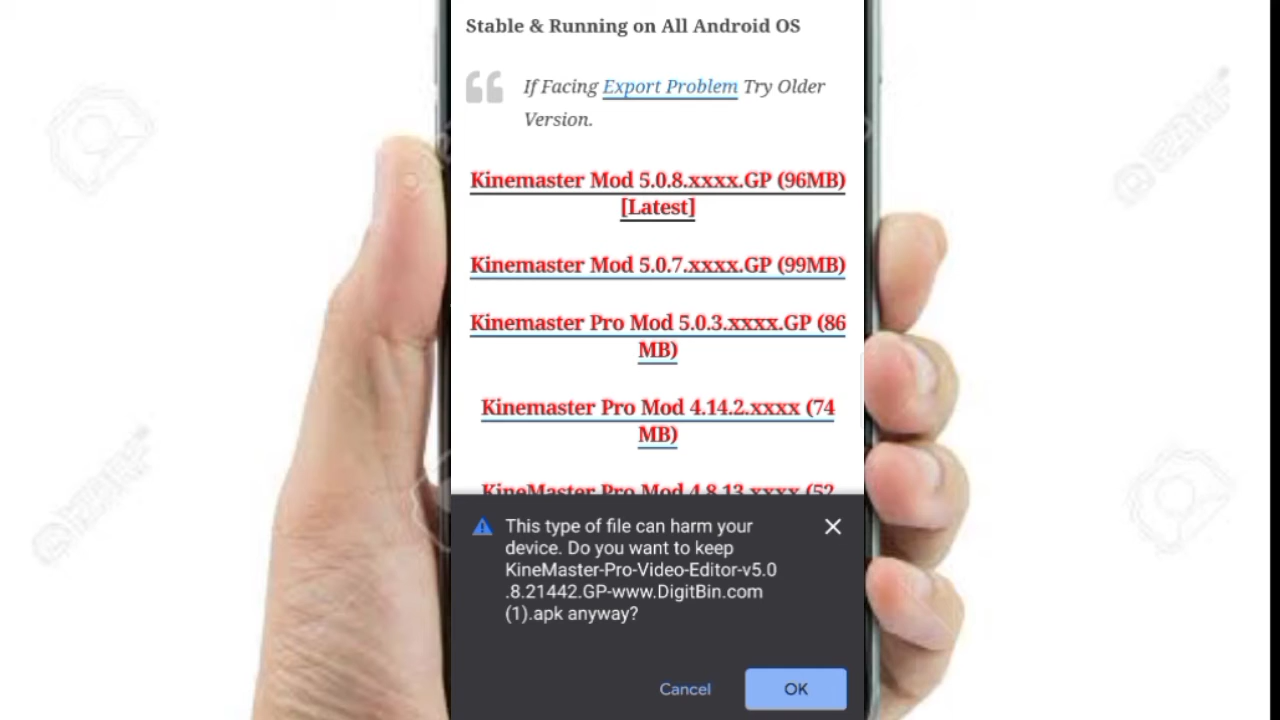 Stable & Running on All Android OS
If Facing Export Problem Try Older
Version.
Kinemaster Mod 5.0.8.xxxx.GP (96MB)
[Latest]
Kinemaster Mod 5.0.7.xxxx.GP (99MB)
Kinemaster Pro Mod 5.0.3.xxxx.GP (86
MB)
Kinemaster Pro Mod 4.14.2.xxxx (74
MB)
KineMaster Pro Mod 4.8.13.xxxx (52
This type of file can harm your
device. Do you want to keep
KineMaster-Pro-Video-Editor-v5.0
.8.21442.GP-www.DigitBin.com
(1).apk anyway?
Cancel
OK